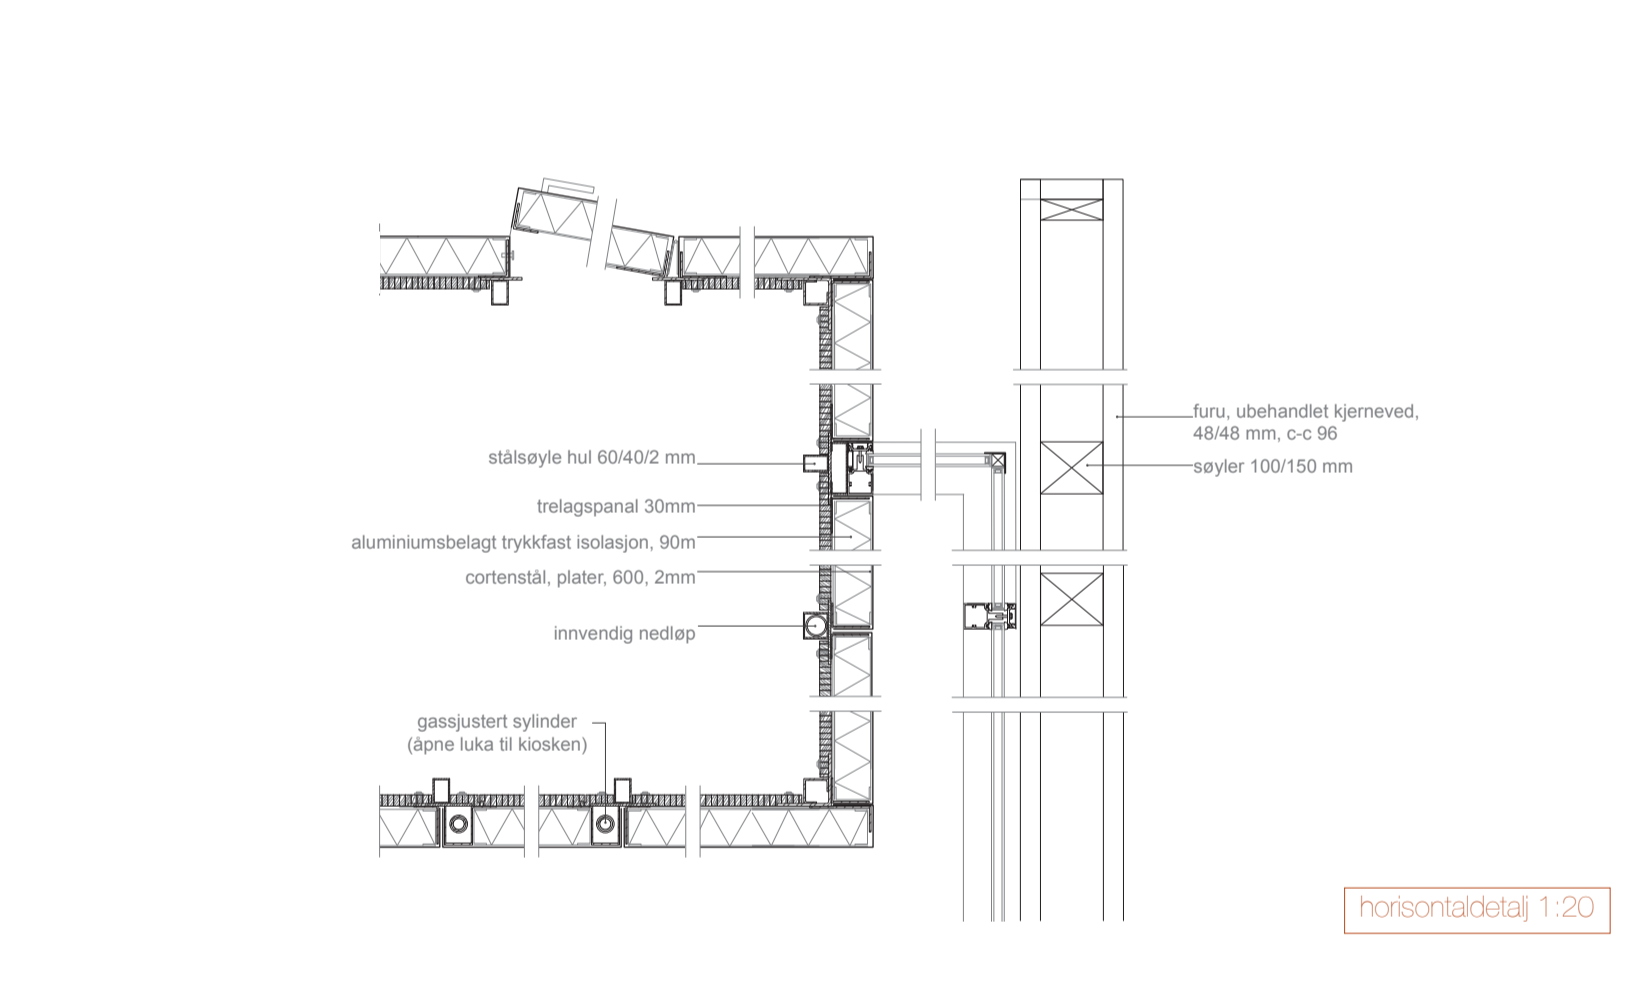 furu, ubehandlet kjerneved,
48/48 mm, c-c 96
søyler 100/150 mm
stålsøyle hul 60/40/2 mm
trelagspanal 30mm
aluminiumsbelagt trykkfast isolasjon, 90m
cortenstål, plater, 600, 2mm
innvendig nedløp
gassjustert sylinder
(åpne luka til kiosken)
horisontaldetalj 1:20